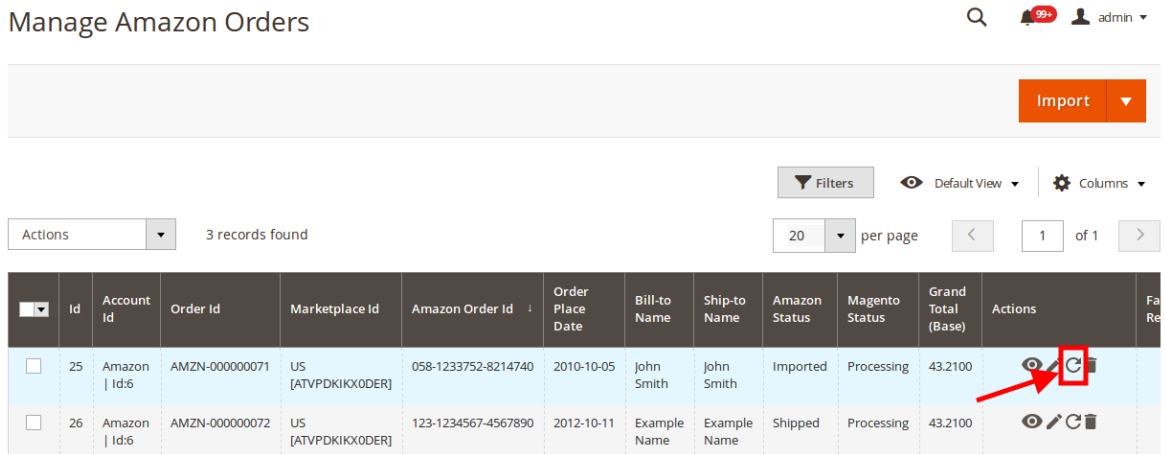 Manage Amazon Orders
99+
admin
Import
Filters
Default View
Columns
Actions
3 records found
20
per page
1
of 1
Id
Account
Id
Order Id
Marketplace Id
Amazon Order Id ↓
Order
Place
Date
Bill-to
Name
Ship-to
Name
Amazon
Status
Magento
Status
Grand
Total
(Base)
Actions
Fa
Re
25
Amazon
| Id:6
AMZN-000000071
US
[ATVPDKIKX0DER]
058-1233752-8214740
2010-10-05
John
Smith
John
Smith
Imported
Processing
43.2100
26
Amazon
| Id:6
AMZN-000000072
US
[ATVPDKIKX0DER]
123-1234567-4567890
2012-10-11
Example
Name
Example
Name
Shipped
Processing
43.2100